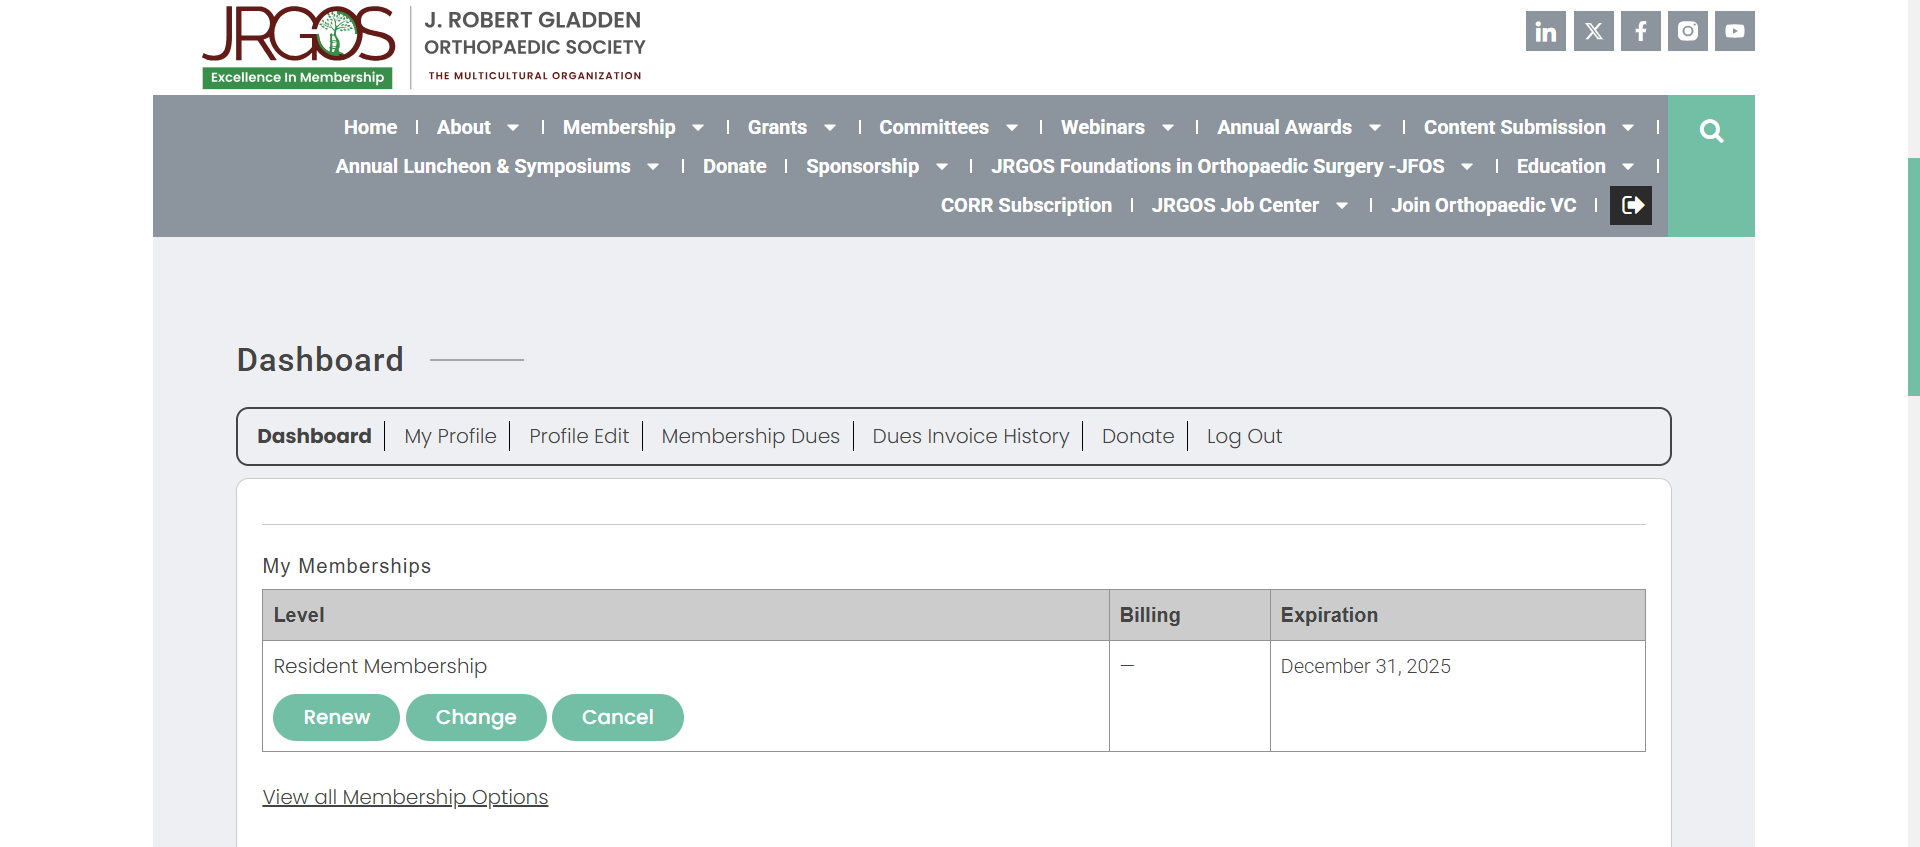 JRGOS
Excellence In Membership
J. ROBERT GLADDEN
ORTHOPAEDIC SOCIETY
THE MULTICULTURAL ORGANIZATION
Home | About | Membership | Grants | Committees | Webinars | Annual Awards | Content Submission |
Annual Luncheon & Symposiums | Donate | Sponsorship | JRGOS Foundations in Orthopaedic Surgery -JFOS | Education |
CORR Subscription | JRGOS Job Center | Join Orthopaedic VC |
Dashboard
Dashboard | My Profile | Profile Edit | Membership Dues | Dues Invoice History | Donate | Log Out
My Memberships
Level Billing Expiration
Resident Membership — December 31, 2025
Renew Change Cancel
View all Membership Options